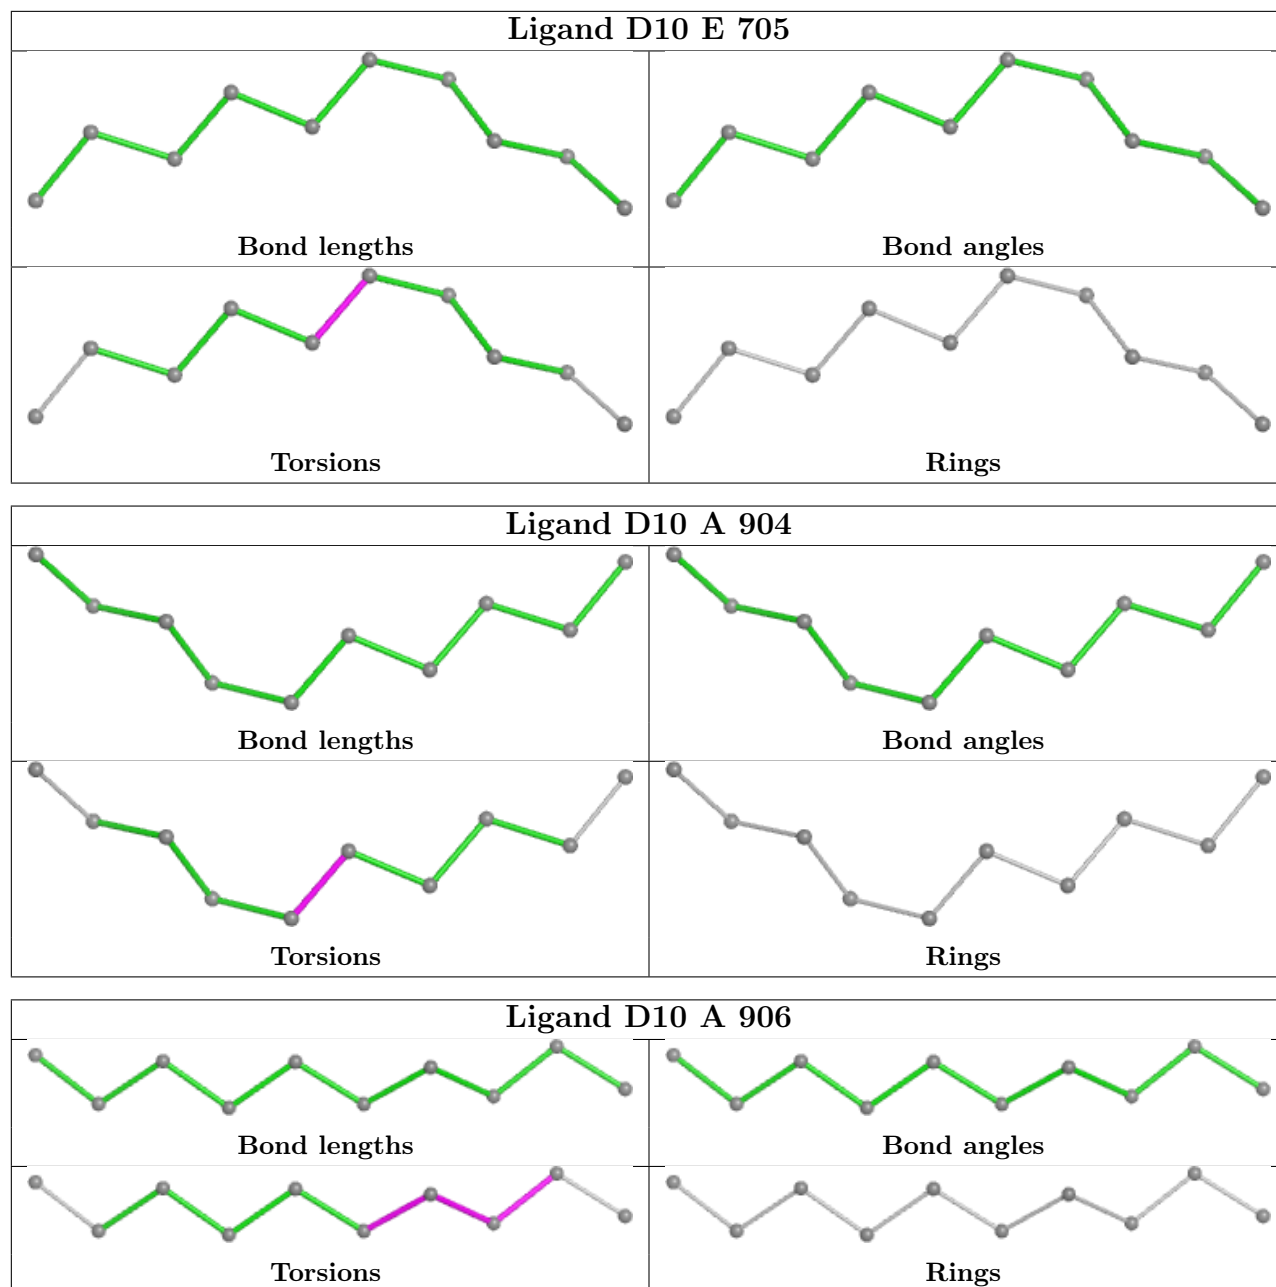 Ligand D10 E 705
Bond lengths
Bond angles
Torsions
Rings
Ligand D10 A 904
Bond lengths
Bond angles
Torsions
Rings
Ligand D10 A 906
Bond lengths
Bond angles
Torsions
Rings